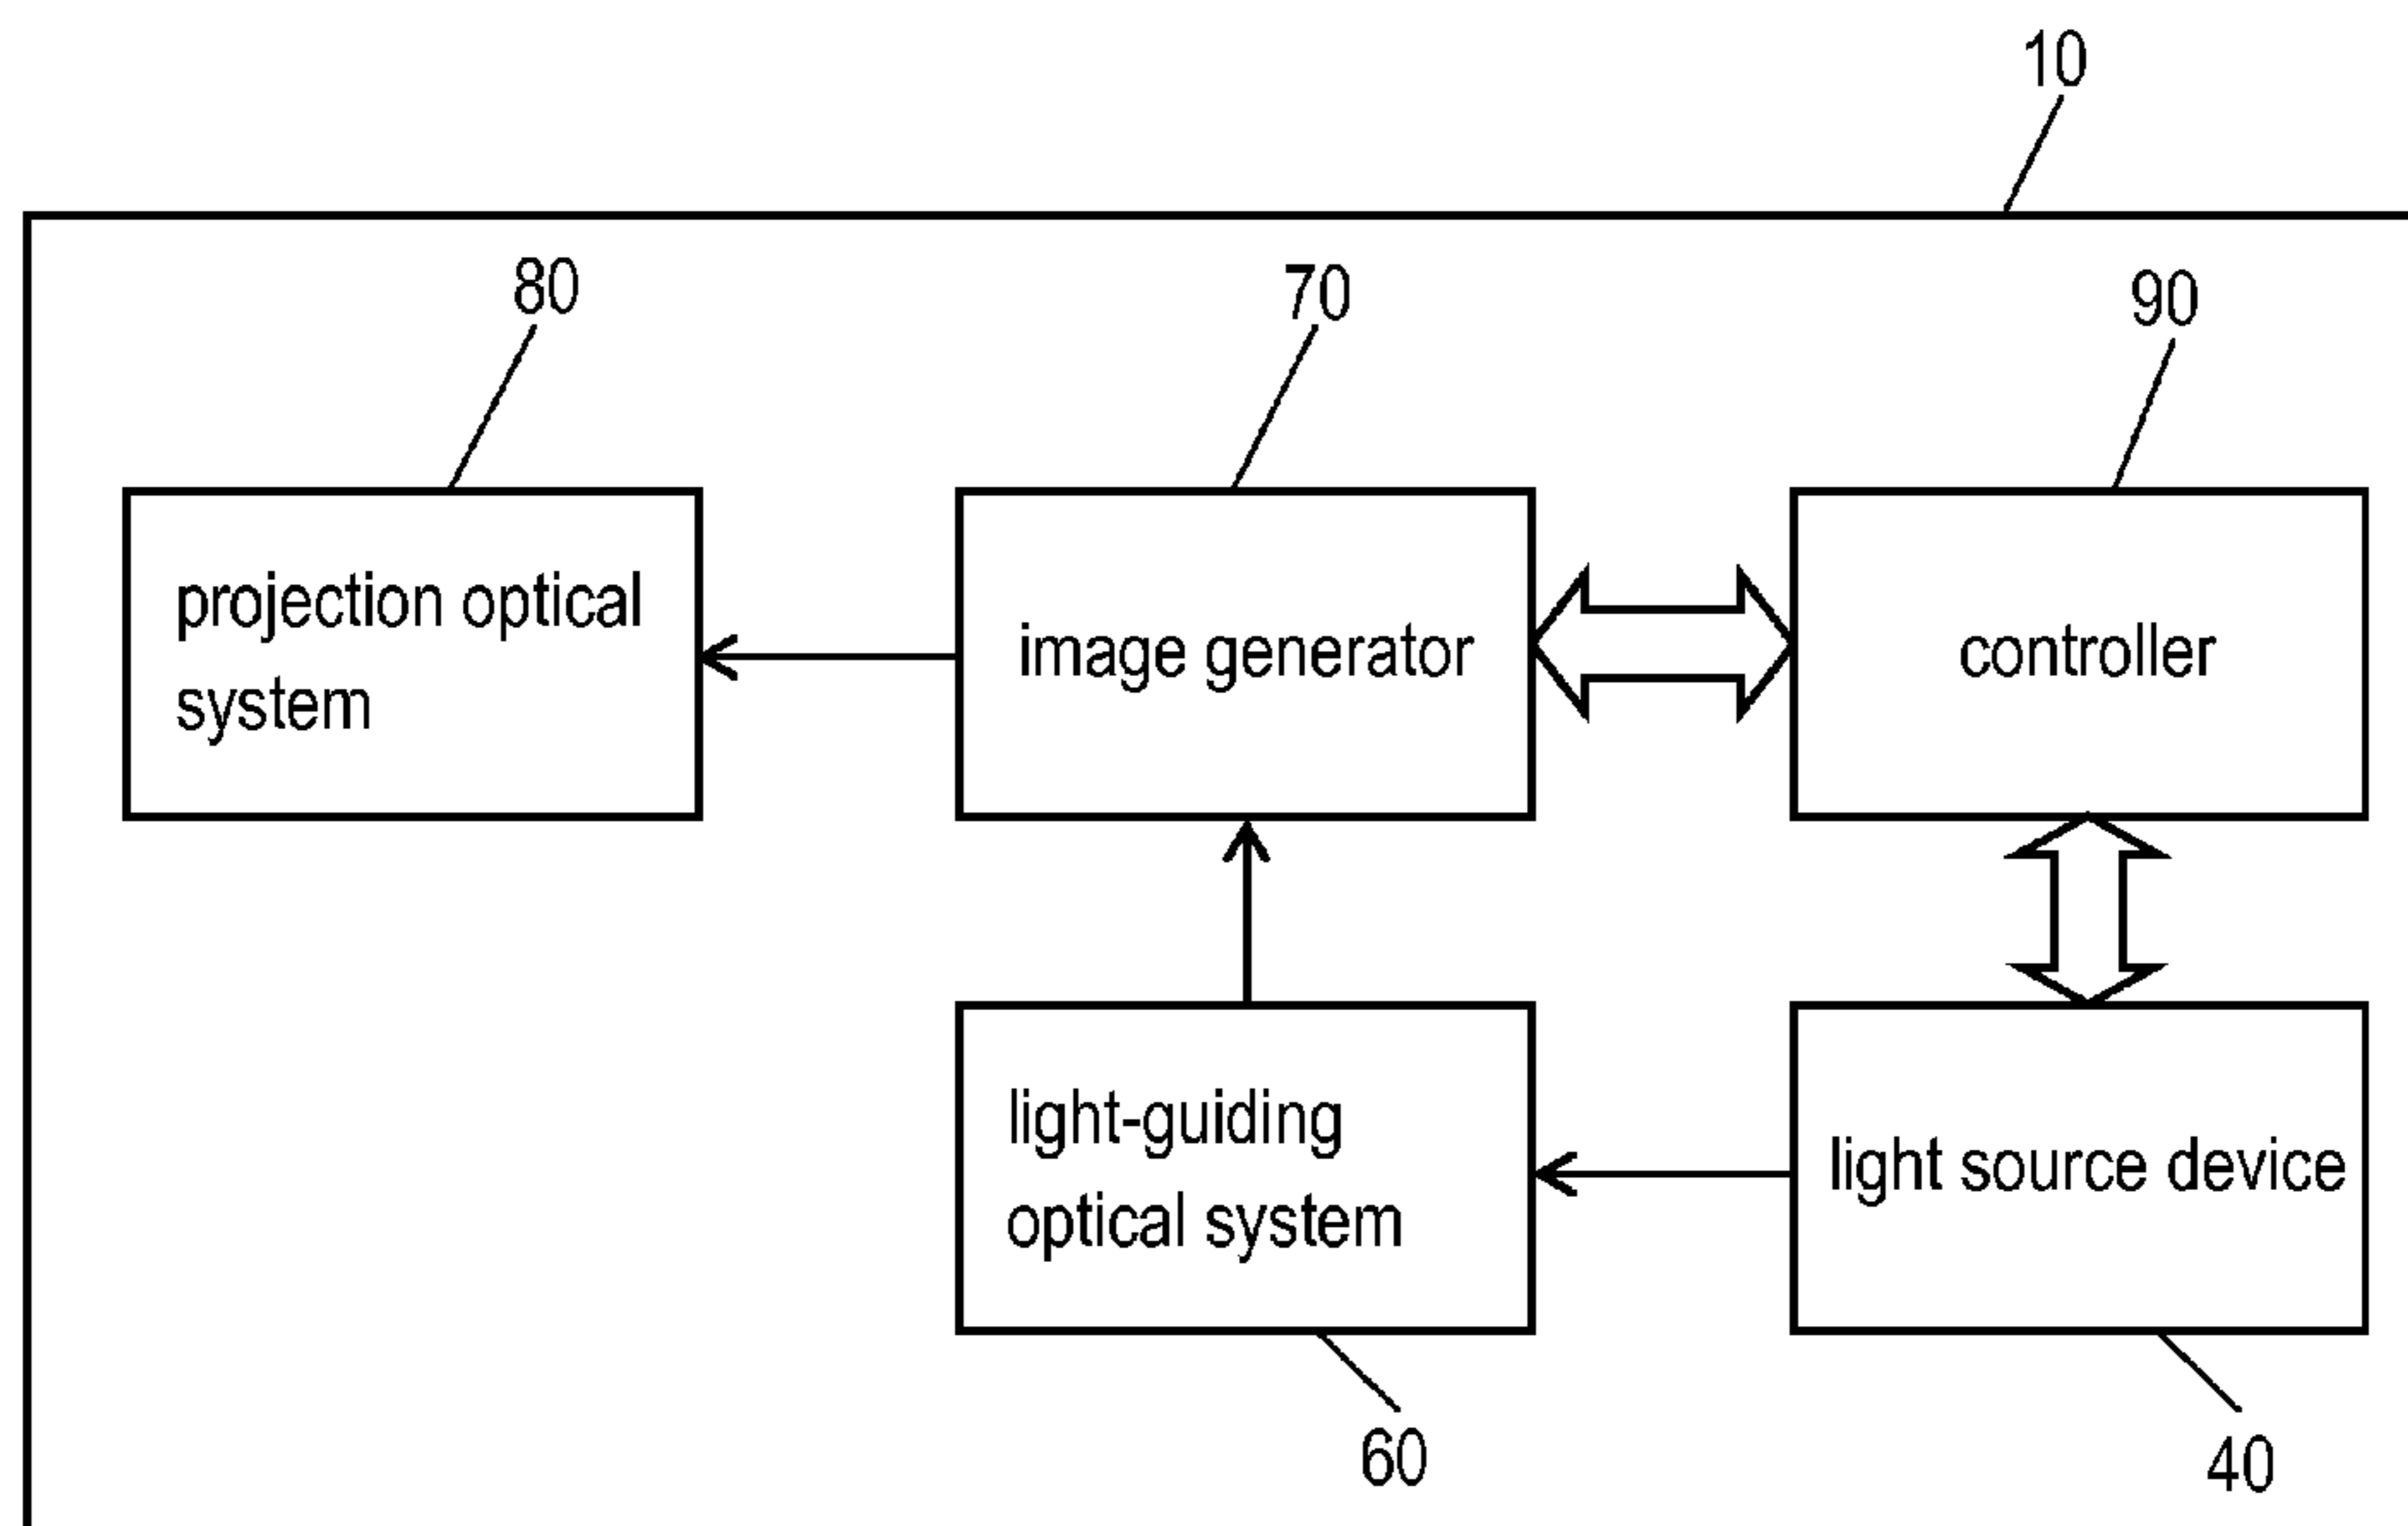 10
80
70
90
projection optical
system
image generator
controller
light-guiding
optical system
light source device
60
40